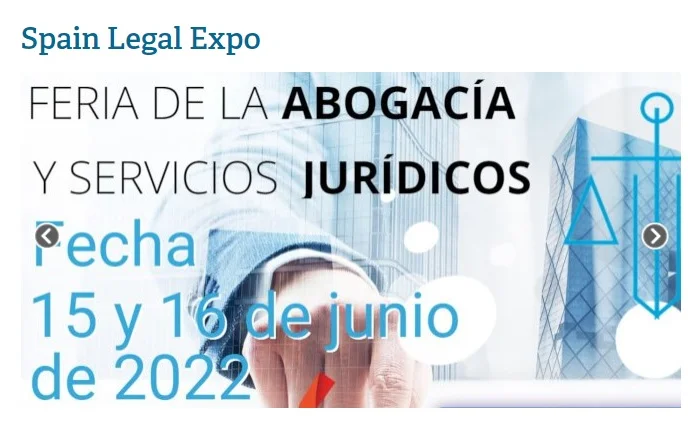 Spain Legal Expo
FERIA DE LA ABOGACÍA
Y SERVICIOS JURÍDICOS
Fecha
15 y 16 de junio
de 2022